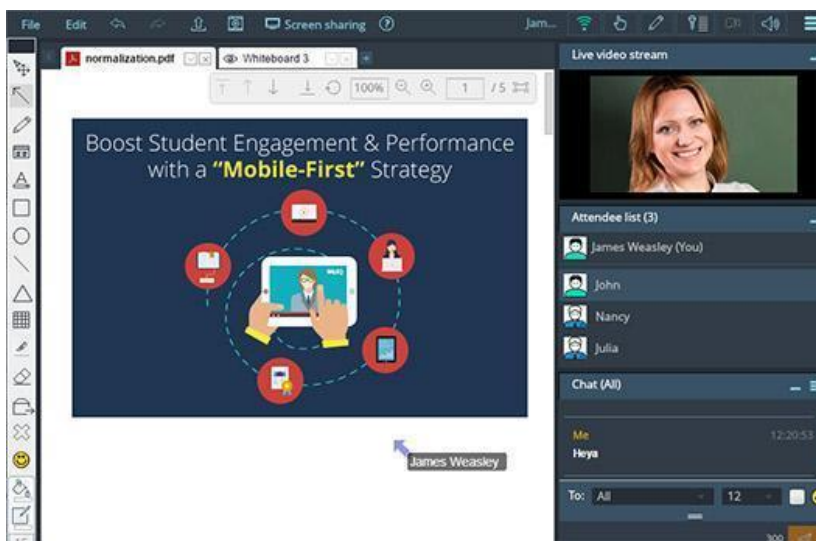 File Edit Screen sharing ? Jam...
normalization.pdf Whiteboard 3
100% 1 / 5
Boost Student Engagement & Performance
with a “Mobile-First” Strategy
James Weasley
Live video stream
Attendee list (3)
James Weasley (You)
John
Nancy
Julia
Chat (All)
Me 12:20:53
Heya
To: All 12
300